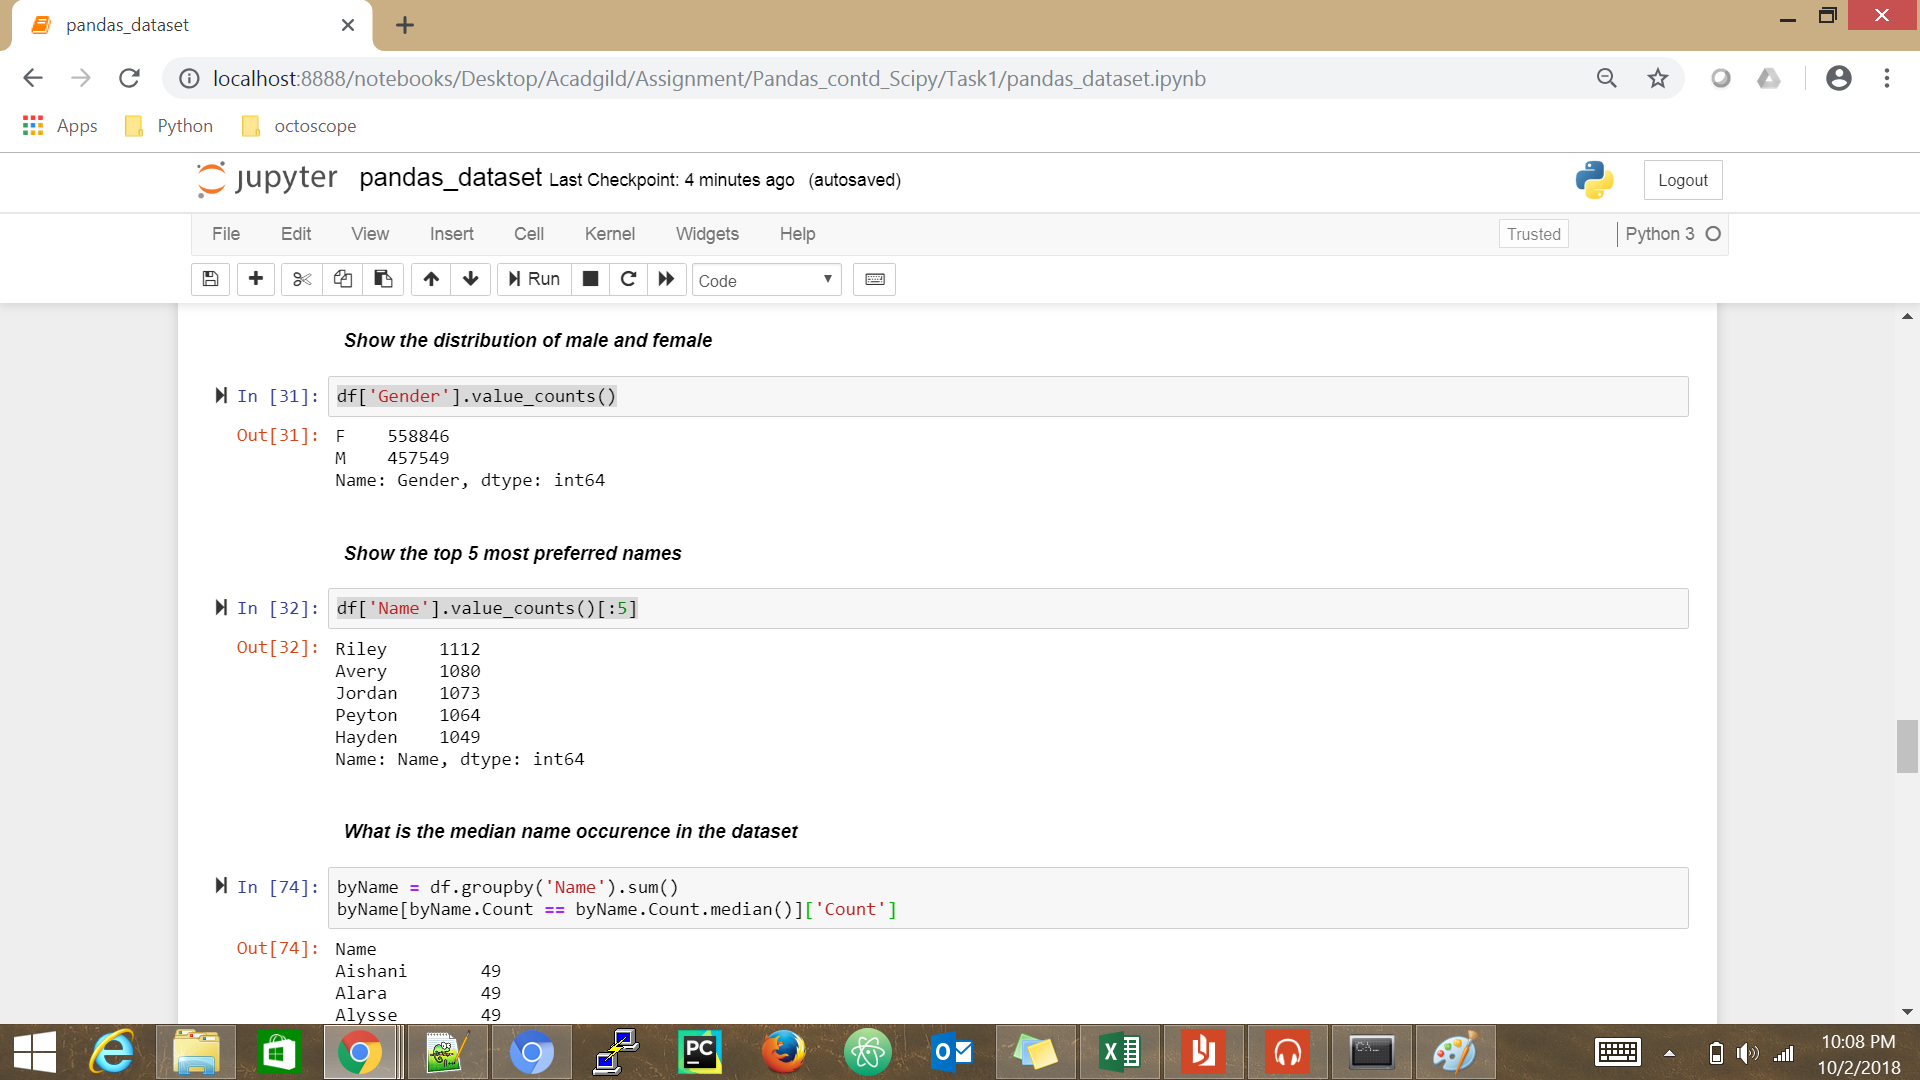 pandas_dataset
localhost:8888/notebooks/Desktop/Acadgild/Assignment/Pandas_contd_Scipy/Task1/pandas_dataset.ipynb
Apps Python octoscope
jupyter pandas_dataset Last Checkpoint: 4 minutes ago (autosaved) Logout
File Edit View Insert Cell Kernel Widgets Help Trusted Python 3
Run Code
Show the distribution of male and female
In [31]: df['Gender'].value_counts()
Out[31]: F 558846
M 457549
Name: Gender, dtype: int64
Show the top 5 most preferred names
In [32]: df['Name'].value_counts()[:5]
Out[32]: Riley 1112
Avery 1080
Jordan 1073
Peyton 1064
Hayden 1049
Name: Name, dtype: int64
What is the median name occurence in the dataset
In [74]: byName = df.groupby('Name').sum()
byName[byName.Count == byName.Count.median()]['Count']
Out[74]: Name
Aishani 49
Alara 49
Alysse 49
PC
10:08 PM
10/2/2018